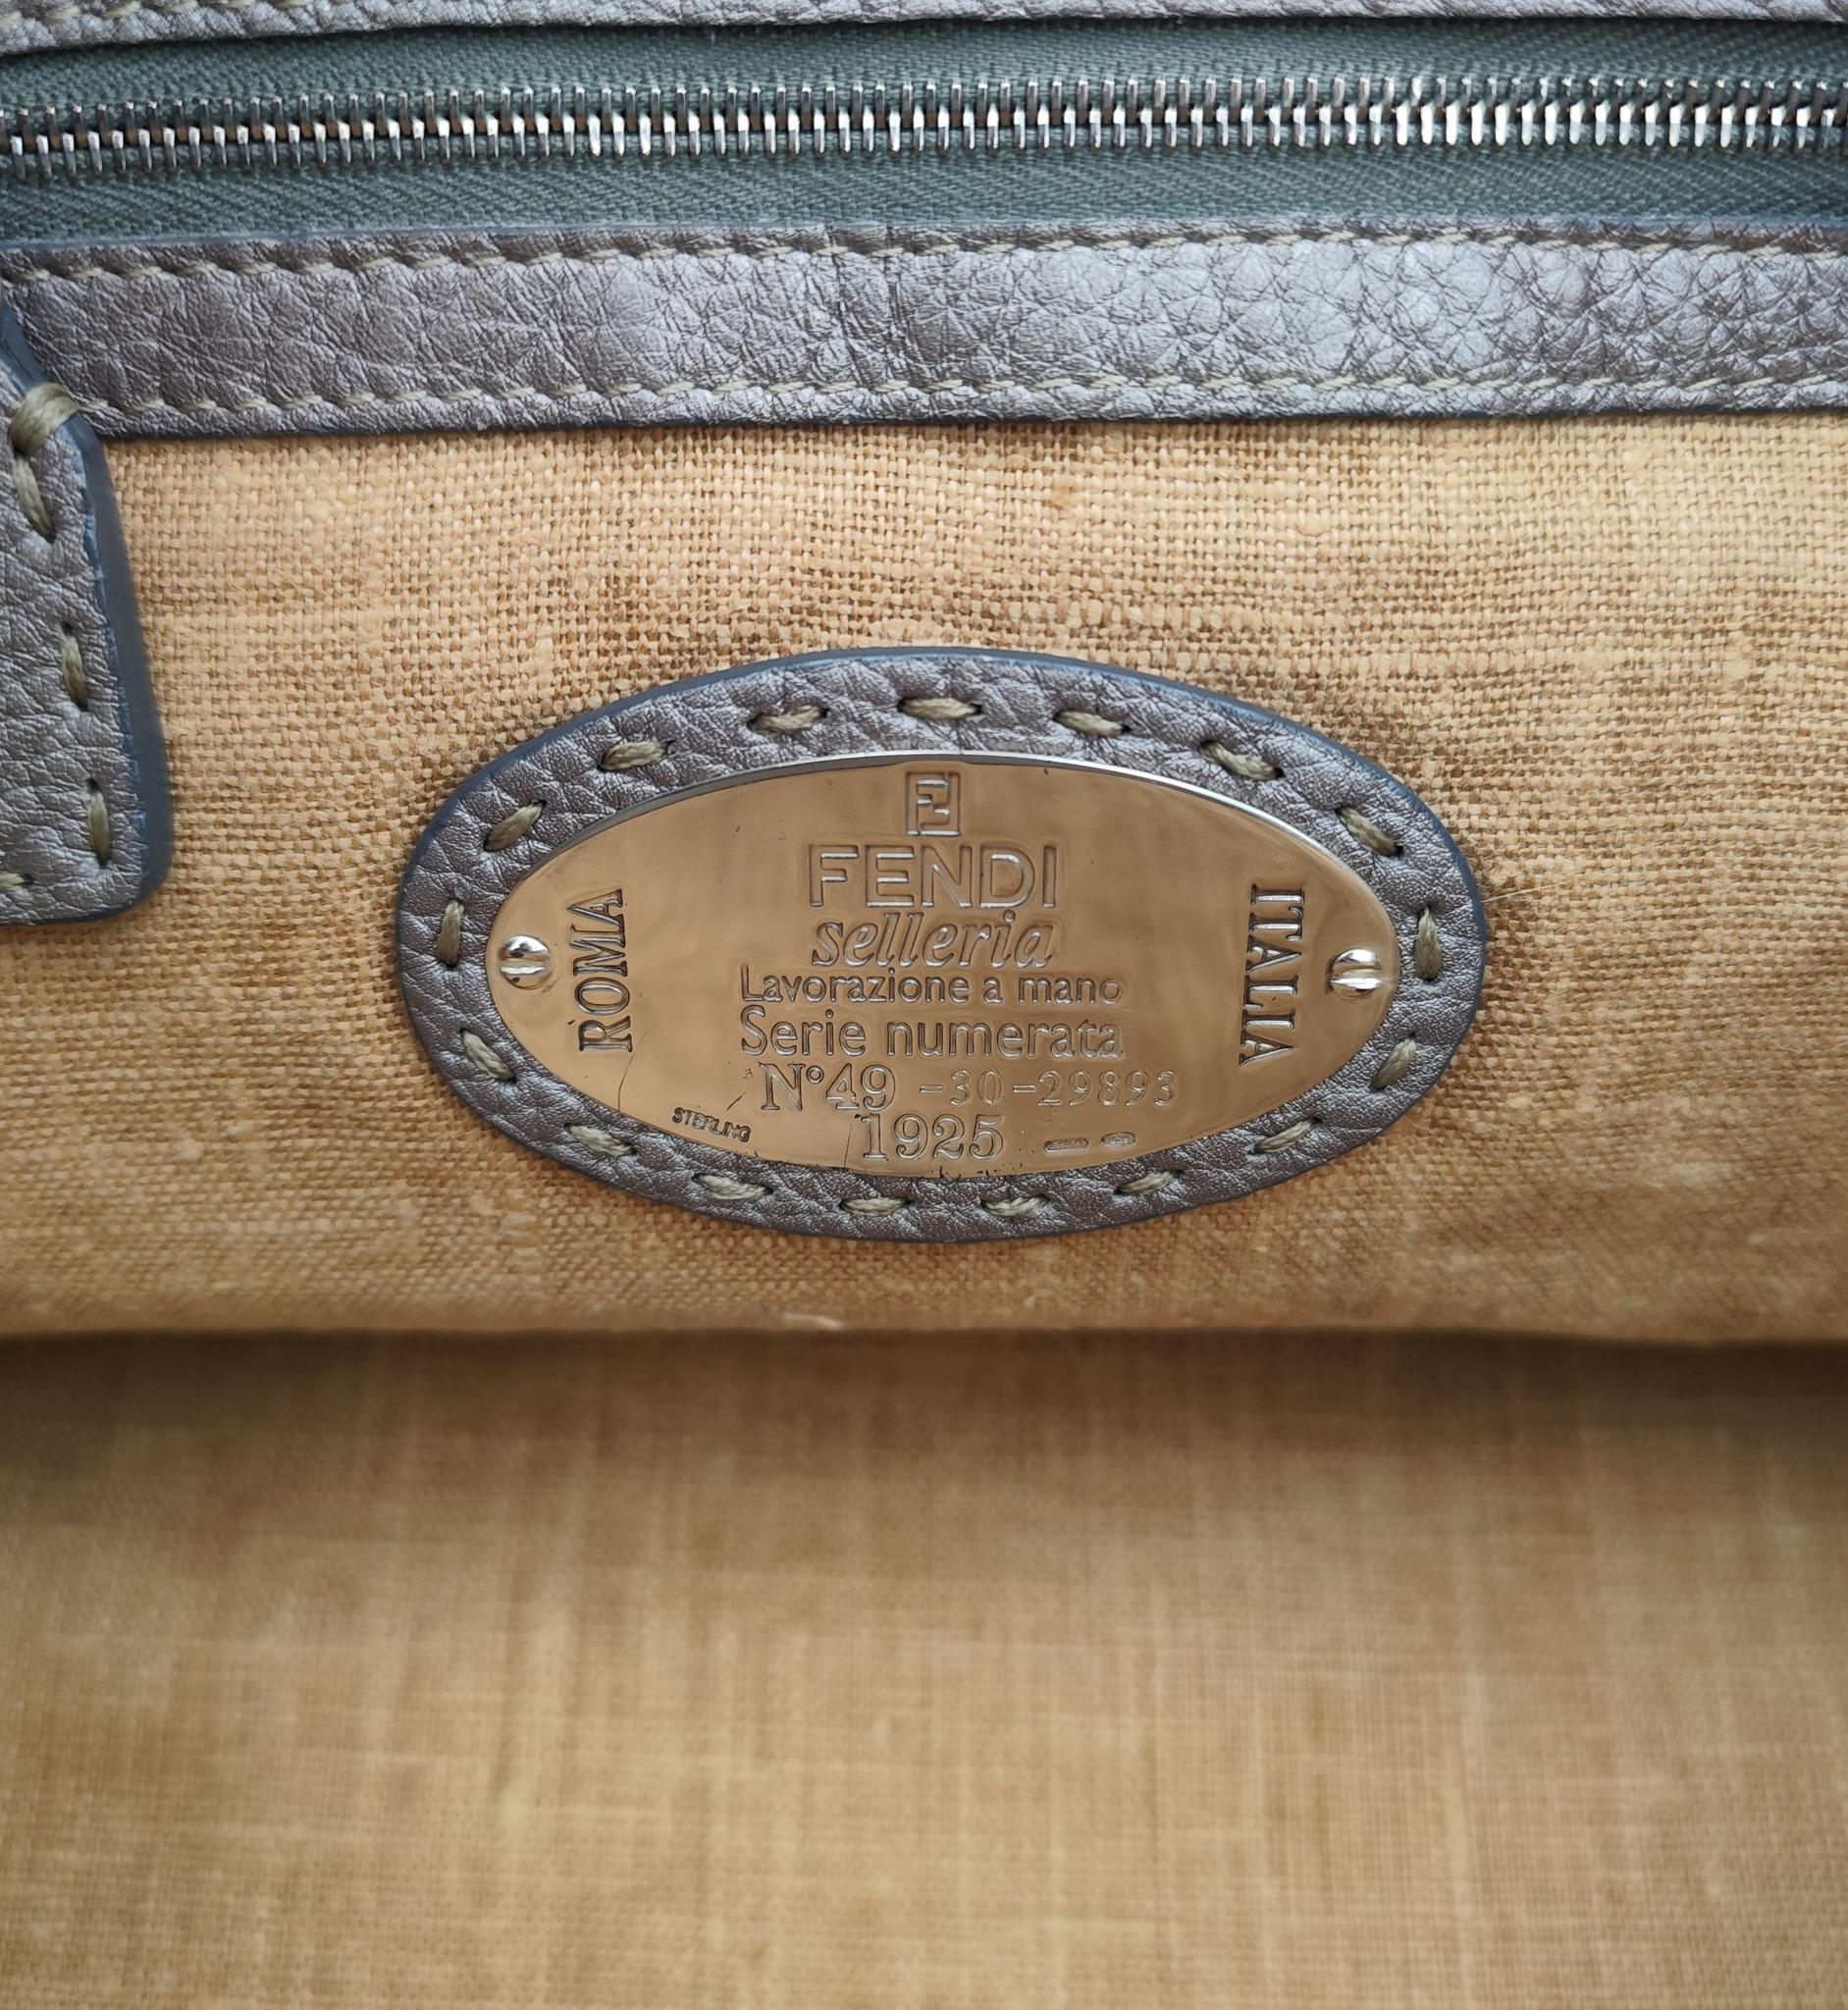 FENDI
selleria
Lavorazione a mano
Serie numerata
N°49 -30-29893
1925
STERLING
ROMA
ITALIA